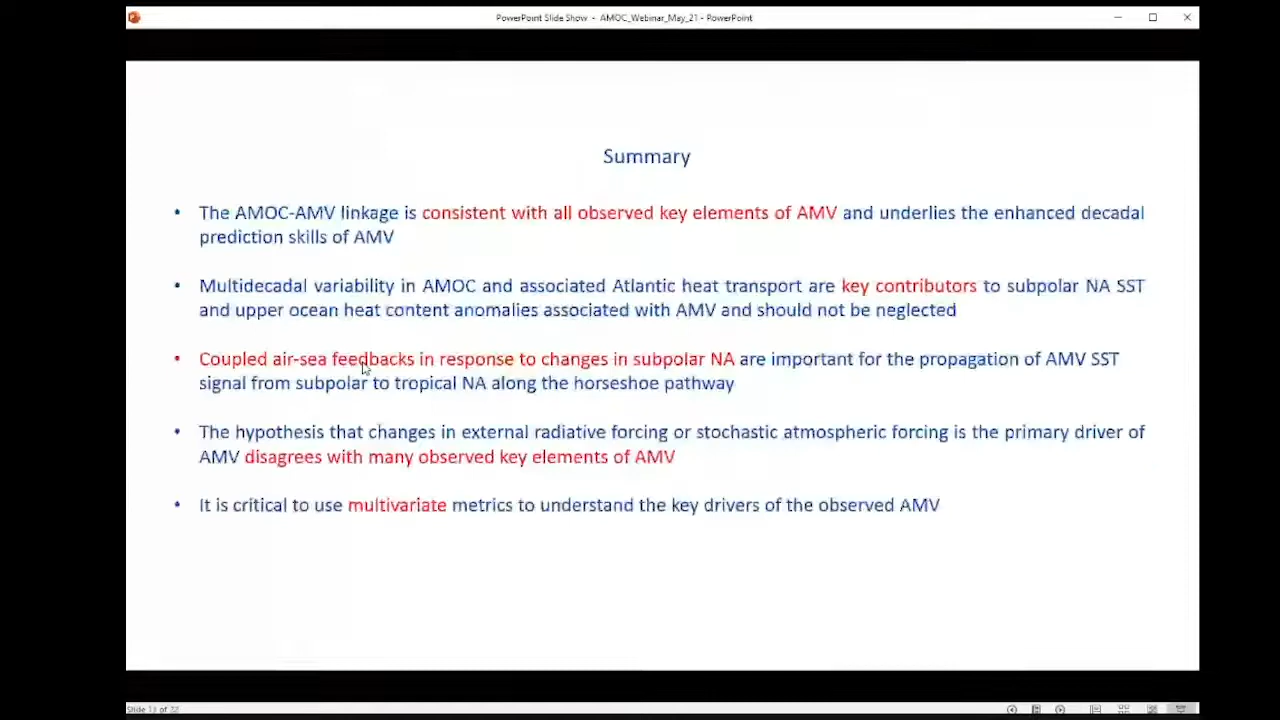 PowerPoint Slide Show - AMOC_Webinar_May_21 - PowerPoint
Summary
• The AMOC-AMV linkage is consistent with all observed key elements of AMV and underlies the enhanced decadal
prediction skills of AMV
• Multidecadal variability in AMOC and associated Atlantic heat transport are key contributors to subpolar NA SST
and upper ocean heat content anomalies associated with AMV and should not be neglected
• Coupled air-sea feedbacks in response to changes in subpolar NA are important for the propagation of AMV SST
signal from subpolar to tropical NA along the horseshoe pathway
• The hypothesis that changes in external radiative forcing or stochastic atmospheric forcing is the primary driver of
AMV disagrees with many observed key elements of AMV
• It is critical to use multivariate metrics to understand the key drivers of the observed AMV
Slide of